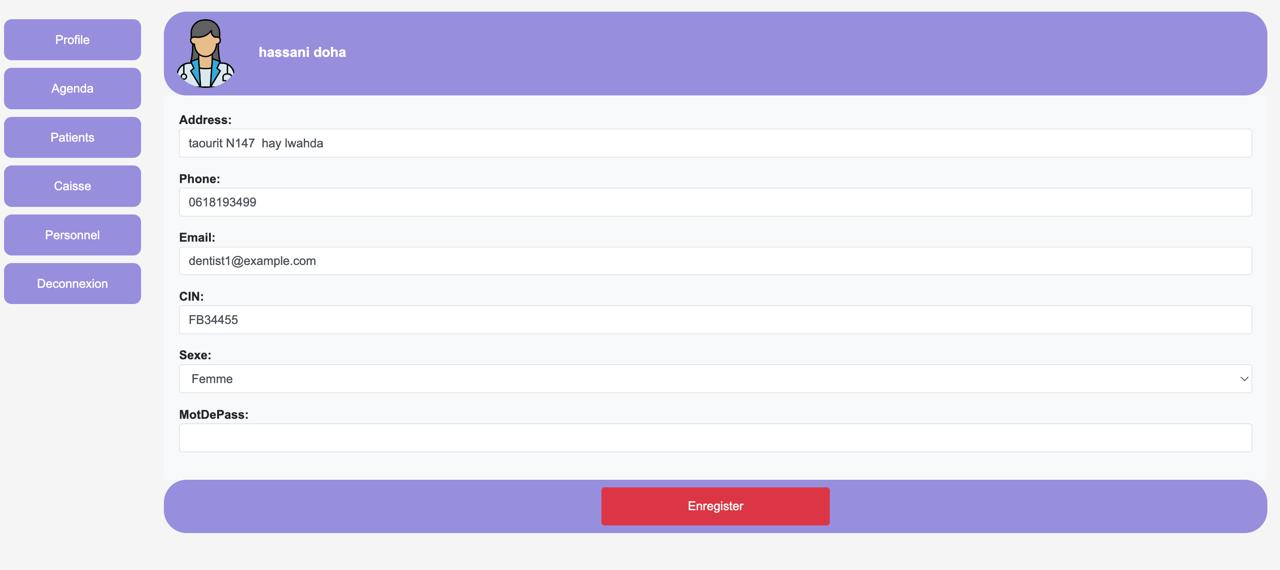 Profile
Agenda
Patients
Caisse
Personnel
Deconnexion
hassani doha
Address:
taourit N147  hay lwahda
Phone:
0618193499
Email:
dentist1@example.com
CIN:
FB34455
Sexe:
Femme
MotDePass:
Enregister